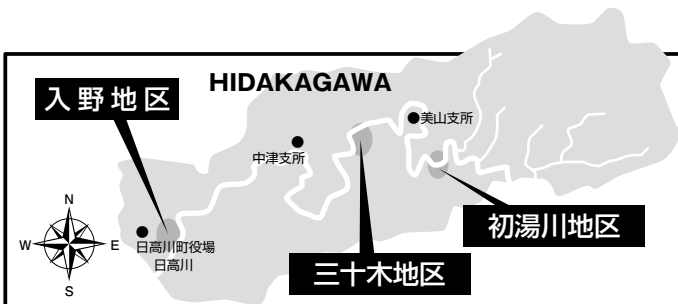 HIDAKAGAWA
入野地区
美山支所
中津支所
初湯川地区
N
W E
S
日高川町役場
日高川
三十木地区